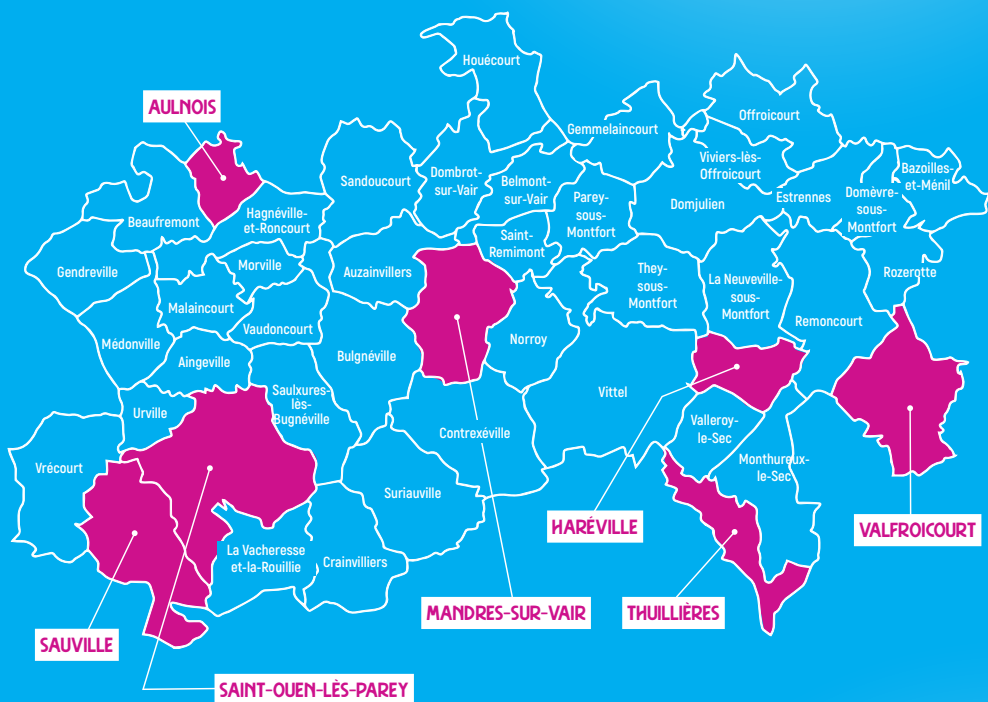 Houécourt
AULNOIS
Gemmelaincourt
Offroicourt
Sandoucourt
Dombrot-
sur-Vair
Belmont-
sur-Vair
Viviers-lès-
Offroicourt
Bazoilles-
et-Ménil
Beaufremont
Hagnéville-
et-Roncourt
Parey-
sous-
Montfort
Domjulien
Estrennes
Domèvre-
sous-
Montfort
Saint-
Remimont
Gendreville
Morville
Auzainvillers
They-
sous-
Montfort
La Neuveville-
sous-
Montfort
Rozerotte
Malaincourt
Vaudoncourt
Remoncourt
Médonville
Aingeville
Bulgnéville
Norroy
Saulxures-
lès-
Bugnéville
Vittel
Urville
Contrexéville
Valleroy-
le-Sec
Vrécourt
Monthureux-
le-Sec
Suriauville
HARÉVILLE
VALFROICOURT
La Vacheresse
et-la-Rouillie
Crainvilliers
MANDRES-SUR-VAIR
THUILLIÈRES
SAUVILLE
SAINT-OUEN-LÈS-PAREY